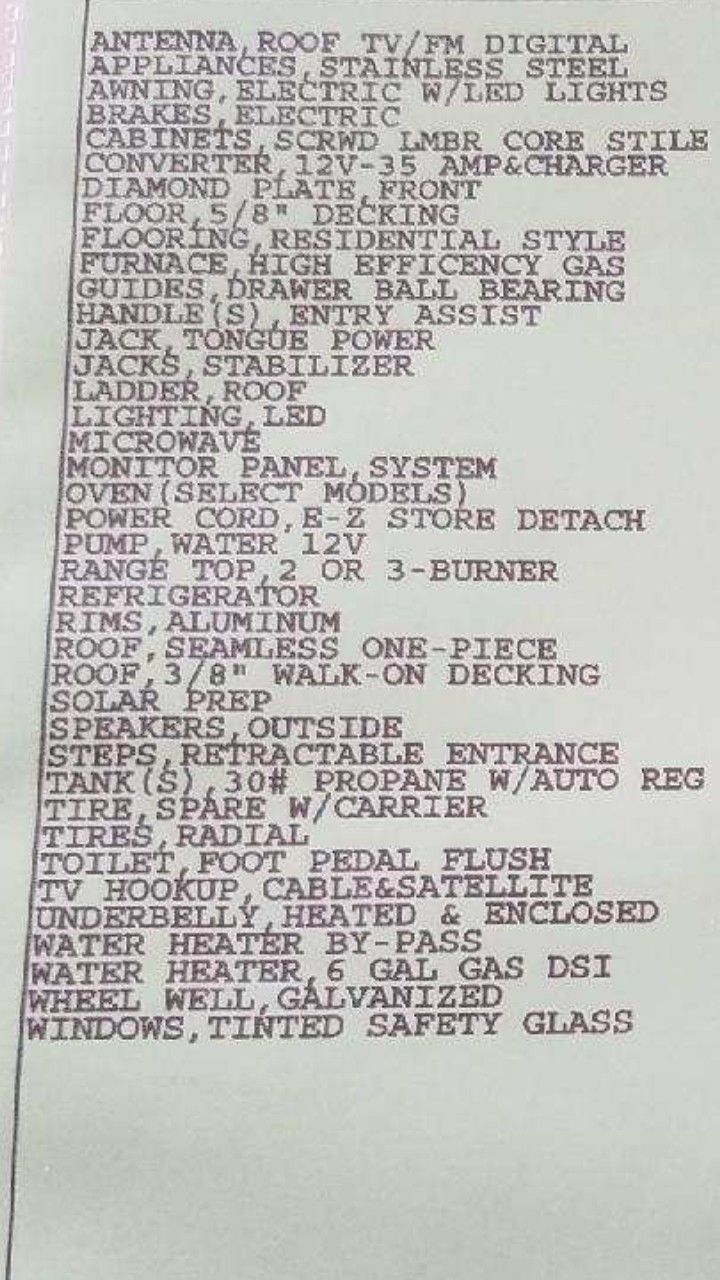 ANTENNA,ROOF TV/FM DIGITAL
APPLIANCES,STAINLESS STEEL
AWNING,ELECTRIC W/LED LIGHTS
BRAKES,ELECTRIC
CABINETS,SCRWD LMBR CORE STILE
CONVERTER,12V-35 AMP&CHARGER
DIAMOND PLATE,FRONT
FLOOR,5/8" DECKING
FLOORING,RESIDENTIAL STYLE
FURNACE,HIGH EFFICENCY GAS
GUIDES,DRAWER BALL BEARING
HANDLE(S),ENTRY ASSIST
JACK,TONGUE POWER
JACKS,STABILIZER
LADDER,ROOF
LIGHTING,LED
MICROWAVE
MONITOR PANEL,SYSTEM
OVEN(SELECT MODELS)
POWER CORD,E-Z STORE DETACH
PUMP,WATER 12V
RANGE TOP,2 OR 3-BURNER
REFRIGERATOR
RIMS,ALUMINUM
ROOF,SEAMLESS ONE-PIECE
ROOF,3/8" WALK-ON DECKING
SOLAR PREP
SPEAKERS,OUTSIDE
STEPS,RETRACTABLE ENTRANCE
TANK(S),30# PROPANE W/AUTO REG
TIRE,SPARE W/CARRIER
TIRES,RADIAL
TOILET,FOOT PEDAL FLUSH
TV HOOKUP,CABLE&SATELLITE
UNDERBELLY,HEATED & ENCLOSED
WATER HEATER BY-PASS
WATER HEATER,6 GAL GAS DSI
WHEEL WELL,GALVANIZED
WINDOWS,TINTED SAFETY GLASS